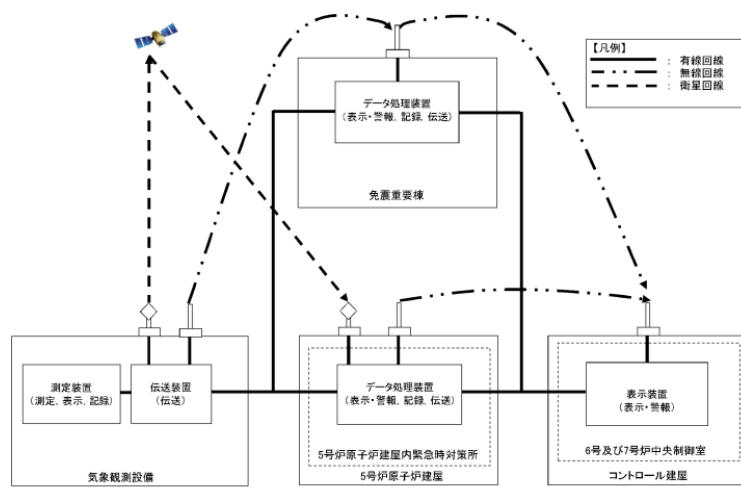 【凡例】
： 有線回線
： 無線回線
： 衛星回線
データ処理装置
(表示・警報, 記録, 伝送)
免震重要棟
測定装置
(測定, 表示, 記録)
伝送装置
(伝送)
気象観測設備
データ処理装置
(表示・警報, 記録, 伝送)
5号炉原子炉建屋内緊急時対策所
5号炉原子炉建屋
表示装置
(表示・警報)
6号及び7号炉中央制御室
コントロール建屋